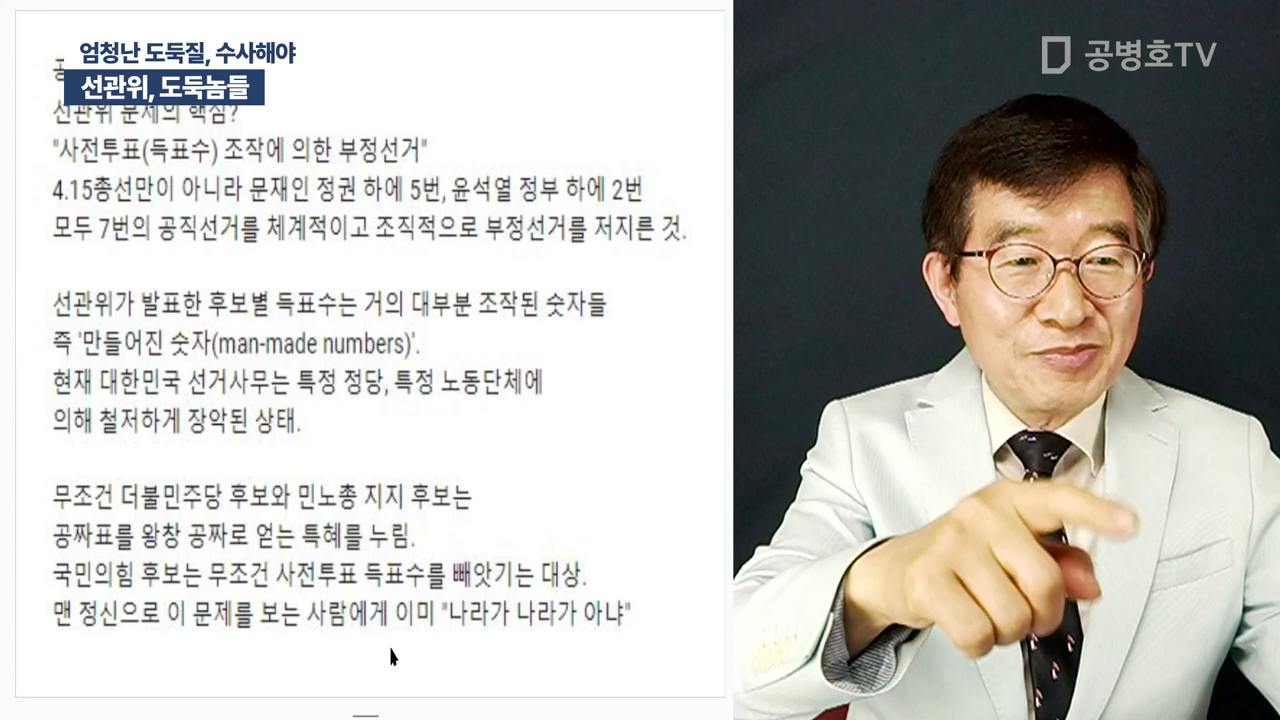 엄청난 도둑질, 수사해야
선관위, 도둑놈들
공병호TV
선관위 문제의 핵심?
"사전투표(득표수) 조작에 의한 부정선거"
4.15총선만이 아니라 문재인 정권 하에 5번, 윤석열 정부 하에 2번
모두 7번의 공직선거를 체계적이고 조직적으로 부정선거를 저지른 것.
선관위가 발표한 후보별 득표수는 거의 대부분 조작된 숫자들
즉 '만들어진 숫자(man-made numbers)'.
현재 대한민국 선거사무는 특정 정당, 특정 노동단체에
의해 철저하게 장악된 상태.
무조건 더불민주당 후보와 민노총 지지 후보는
공짜표를 왕창 공짜로 얻는 특혜를 누림.
국민의힘 후보는 무조건 사전투표 득표수를 빼앗기는 대상.
맨 정신으로 이 문제를 보는 사람에게 이미 "나라가 나라가 아냐"